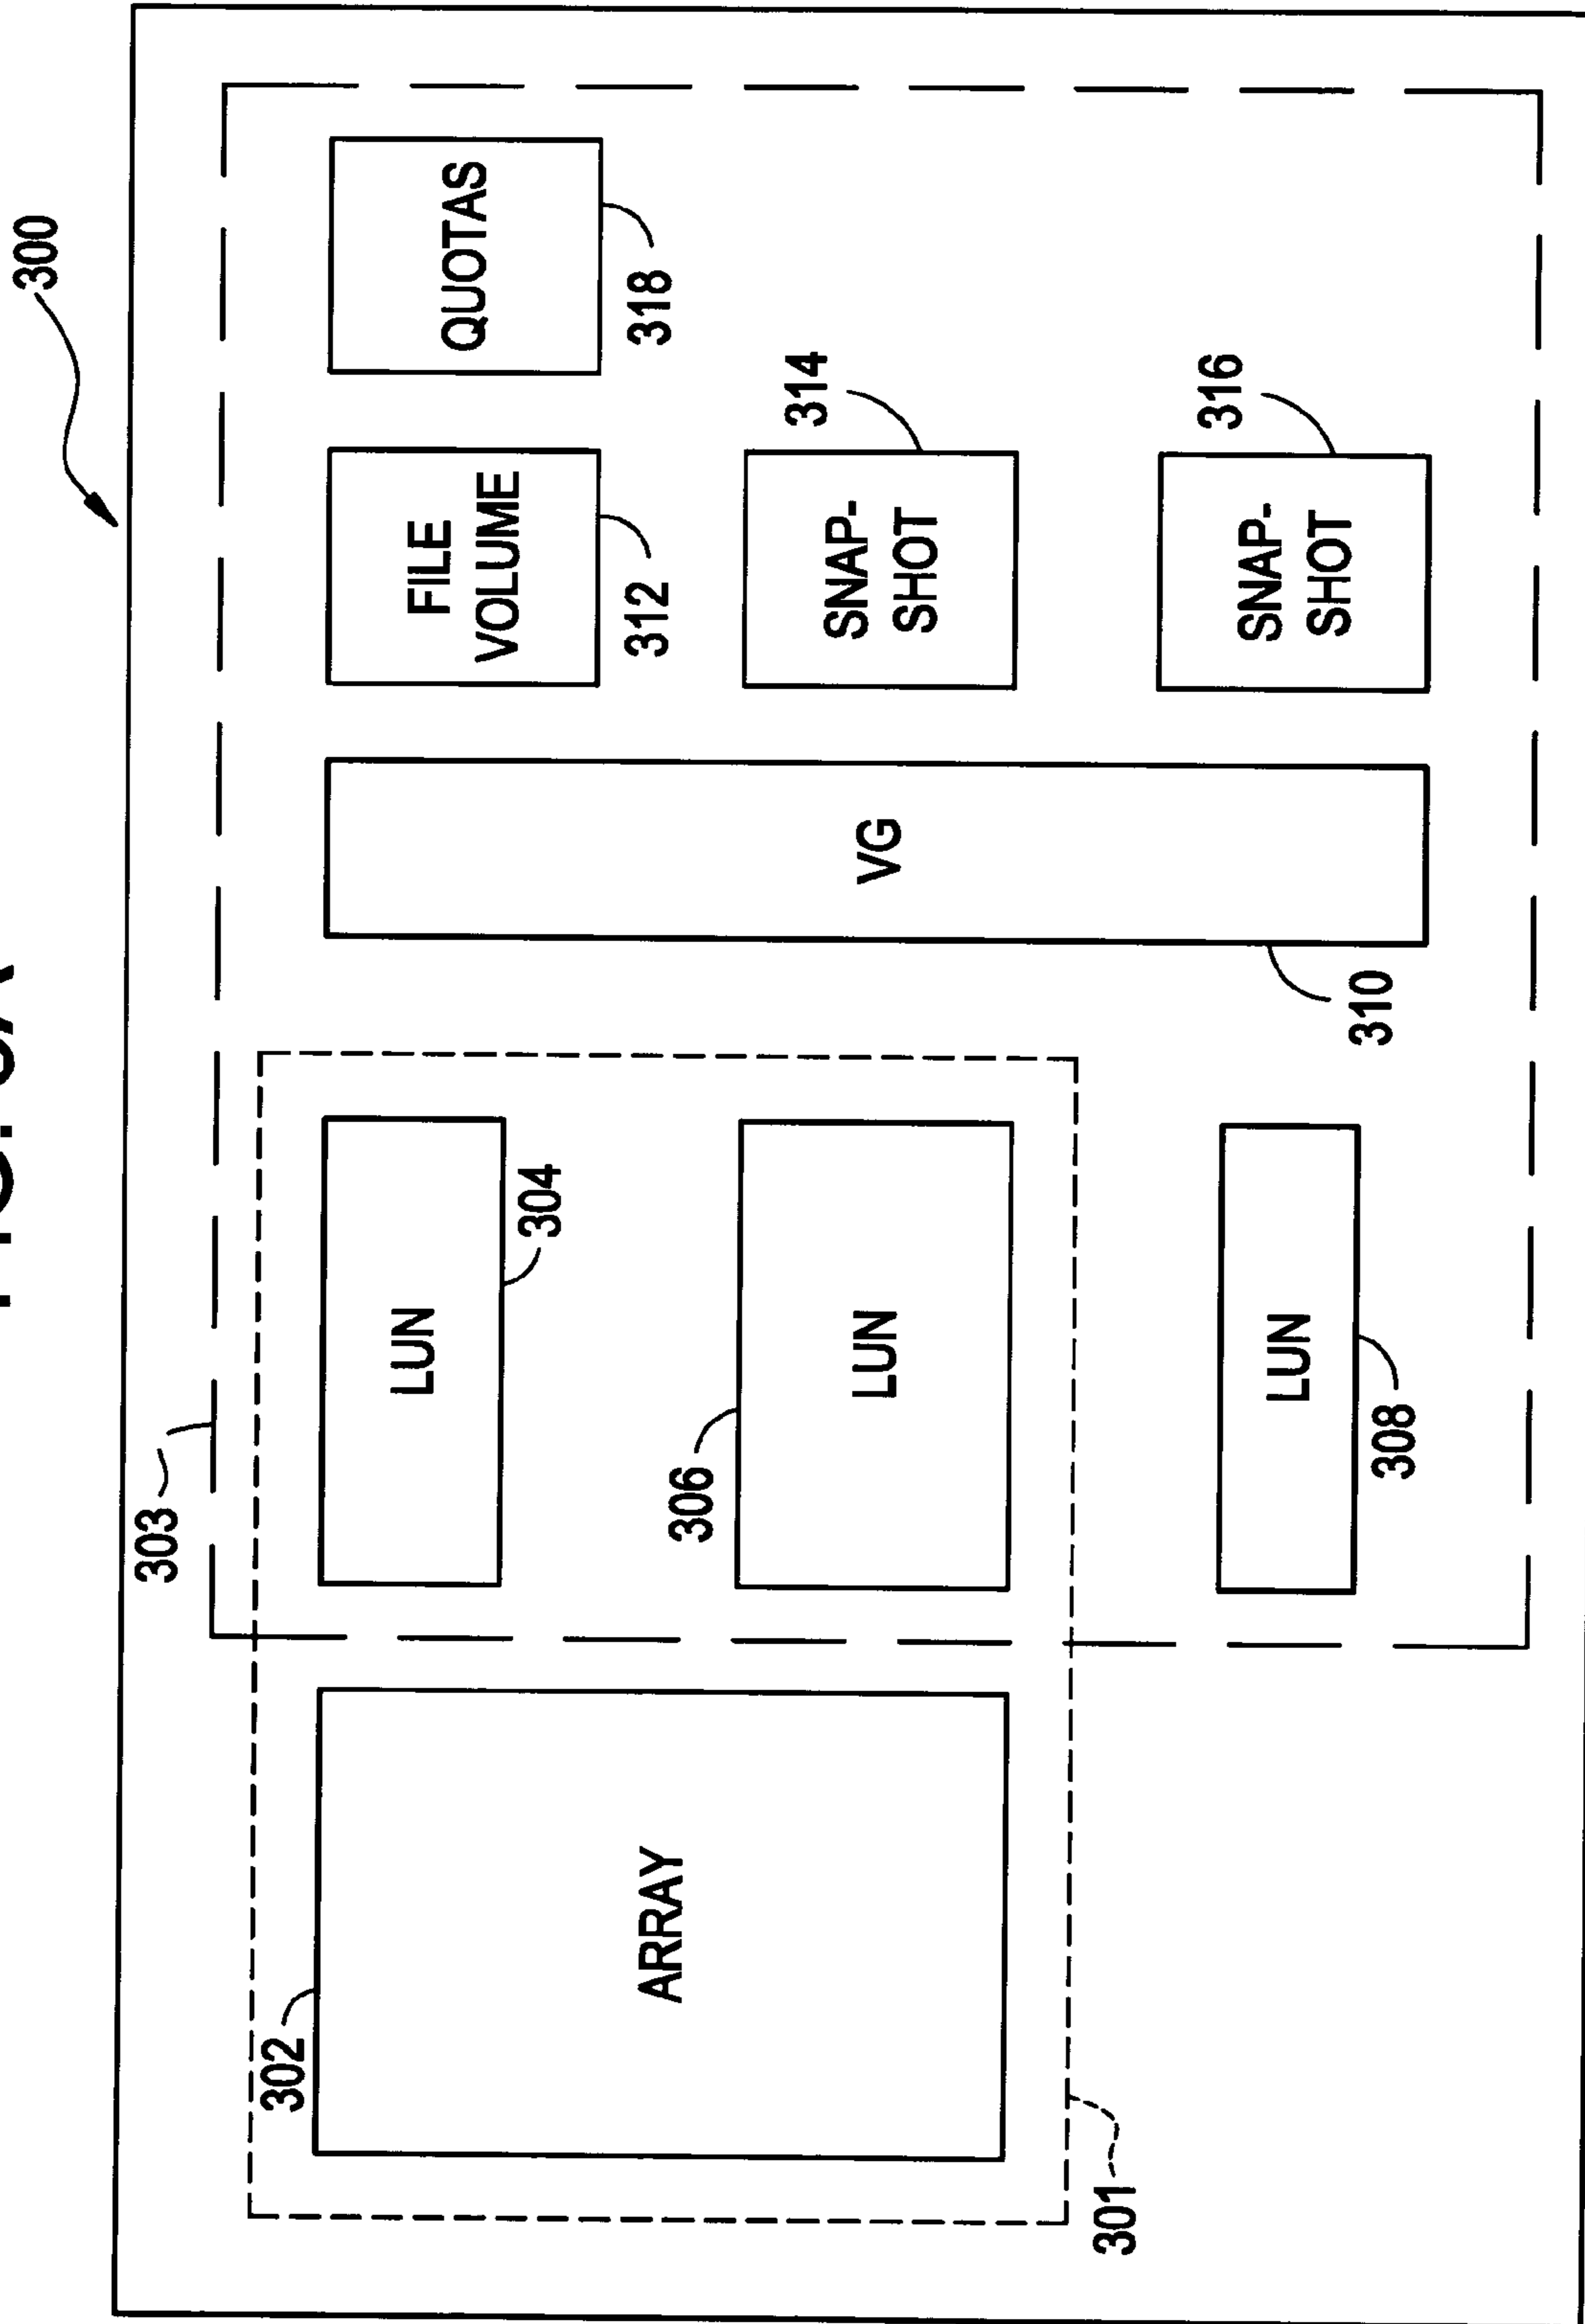 300
303
302
ARRAY
301
LUN
304
306
LUN
LUN
308
VG
310
FILE
VOLUME
312
QUOTAS
318
314
SNAP-
SHOT
316
SNAP-
SHOT